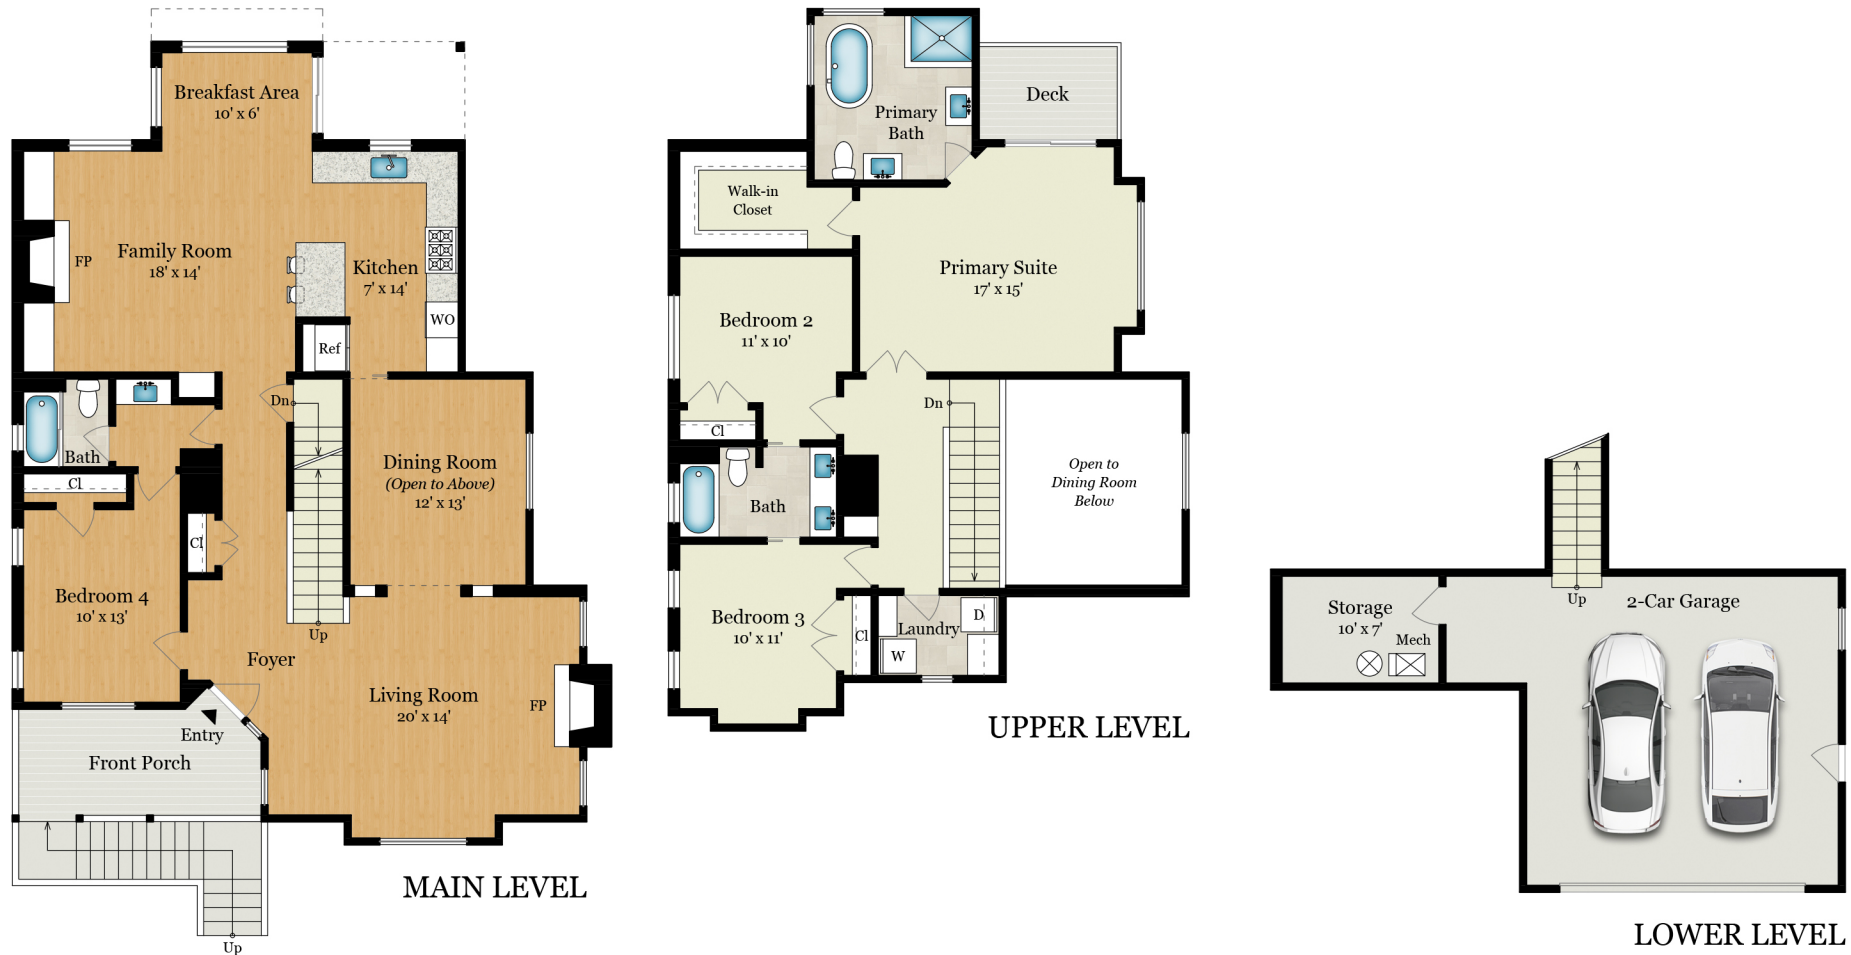 Breakfast Area
10' x 6'
Family Room
18' x 14'
FP
Kitchen
7' x 14'
WO
Ref
Dn
Bath
Cl
Dining Room
(Open to Above)
12' x 13'
Cl
Bedroom 4
10' x 13'
Up
Foyer
Living Room
20' x 14'
FP
Entry
Front Porch
Up
MAIN LEVEL
Primary
Bath
Deck
Walk-in
Closet
Primary Suite
17' x 15'
Bedroom 2
11' x 10'
Cl
Dn
Open to
Dining Room
Below
Bath
Bedroom 3
10' x 11'
Cl
Laundry
D
W
UPPER LEVEL
Up
2-Car Garage
Storage
10' x 7'
Mech
LOWER LEVEL